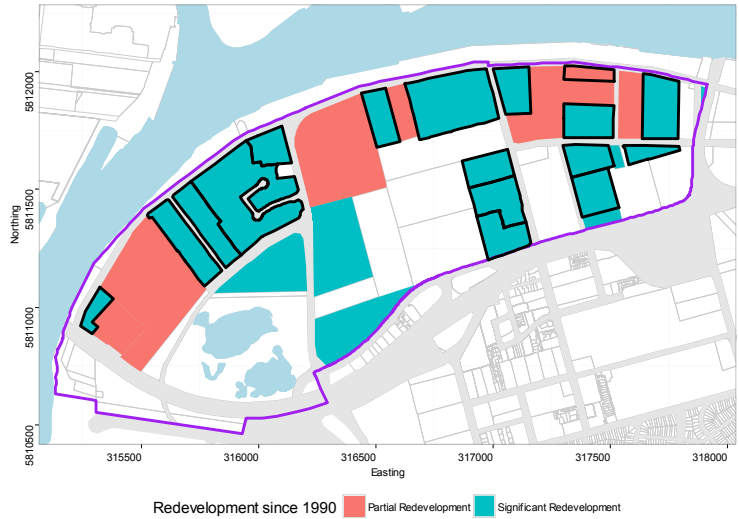 5812000
5811500
5811000
5810500
Northing
315500 316000 316500 317000 317500 318000
Easting
Redevelopment since 1990 Partial Redevelopment Significant Redevelopment